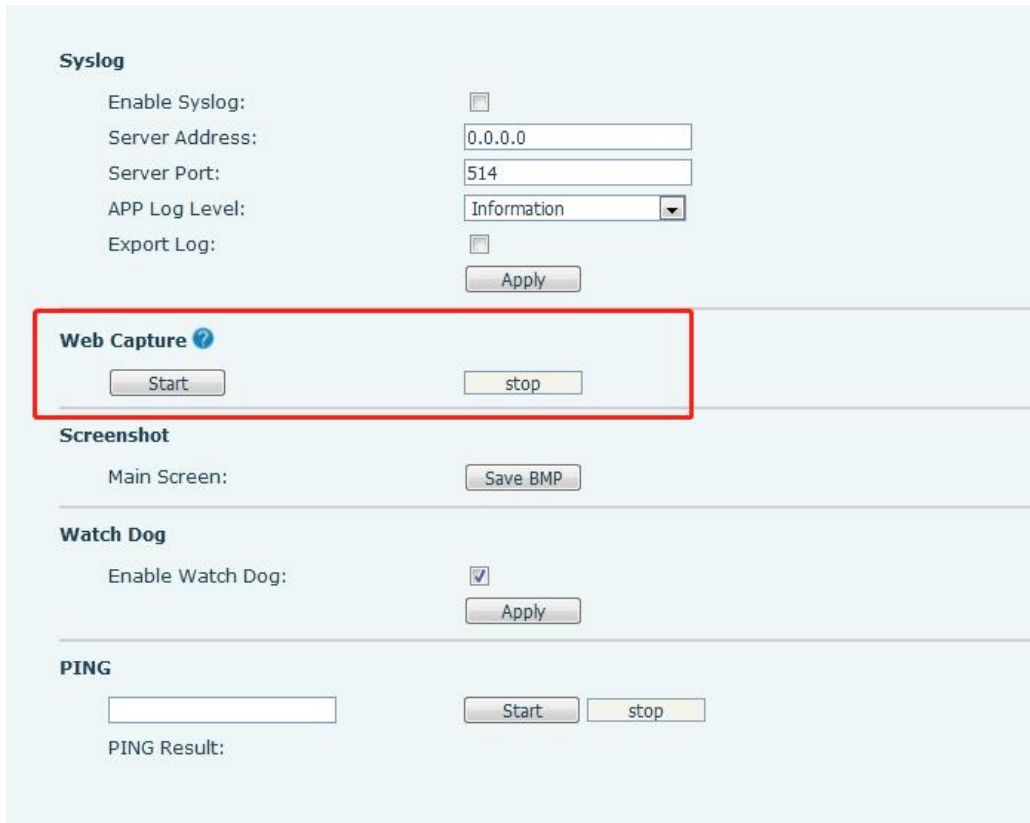 Syslog
Enable Syslog:
Server Address: 0.0.0.0
Server Port: 514
APP Log Level: Information
Export Log:
Apply
Web Capture ?
Start stop
Screenshot
Main Screen: Save BMP
Watch Dog
Enable Watch Dog:
Apply
PING
Start stop
PING Result: